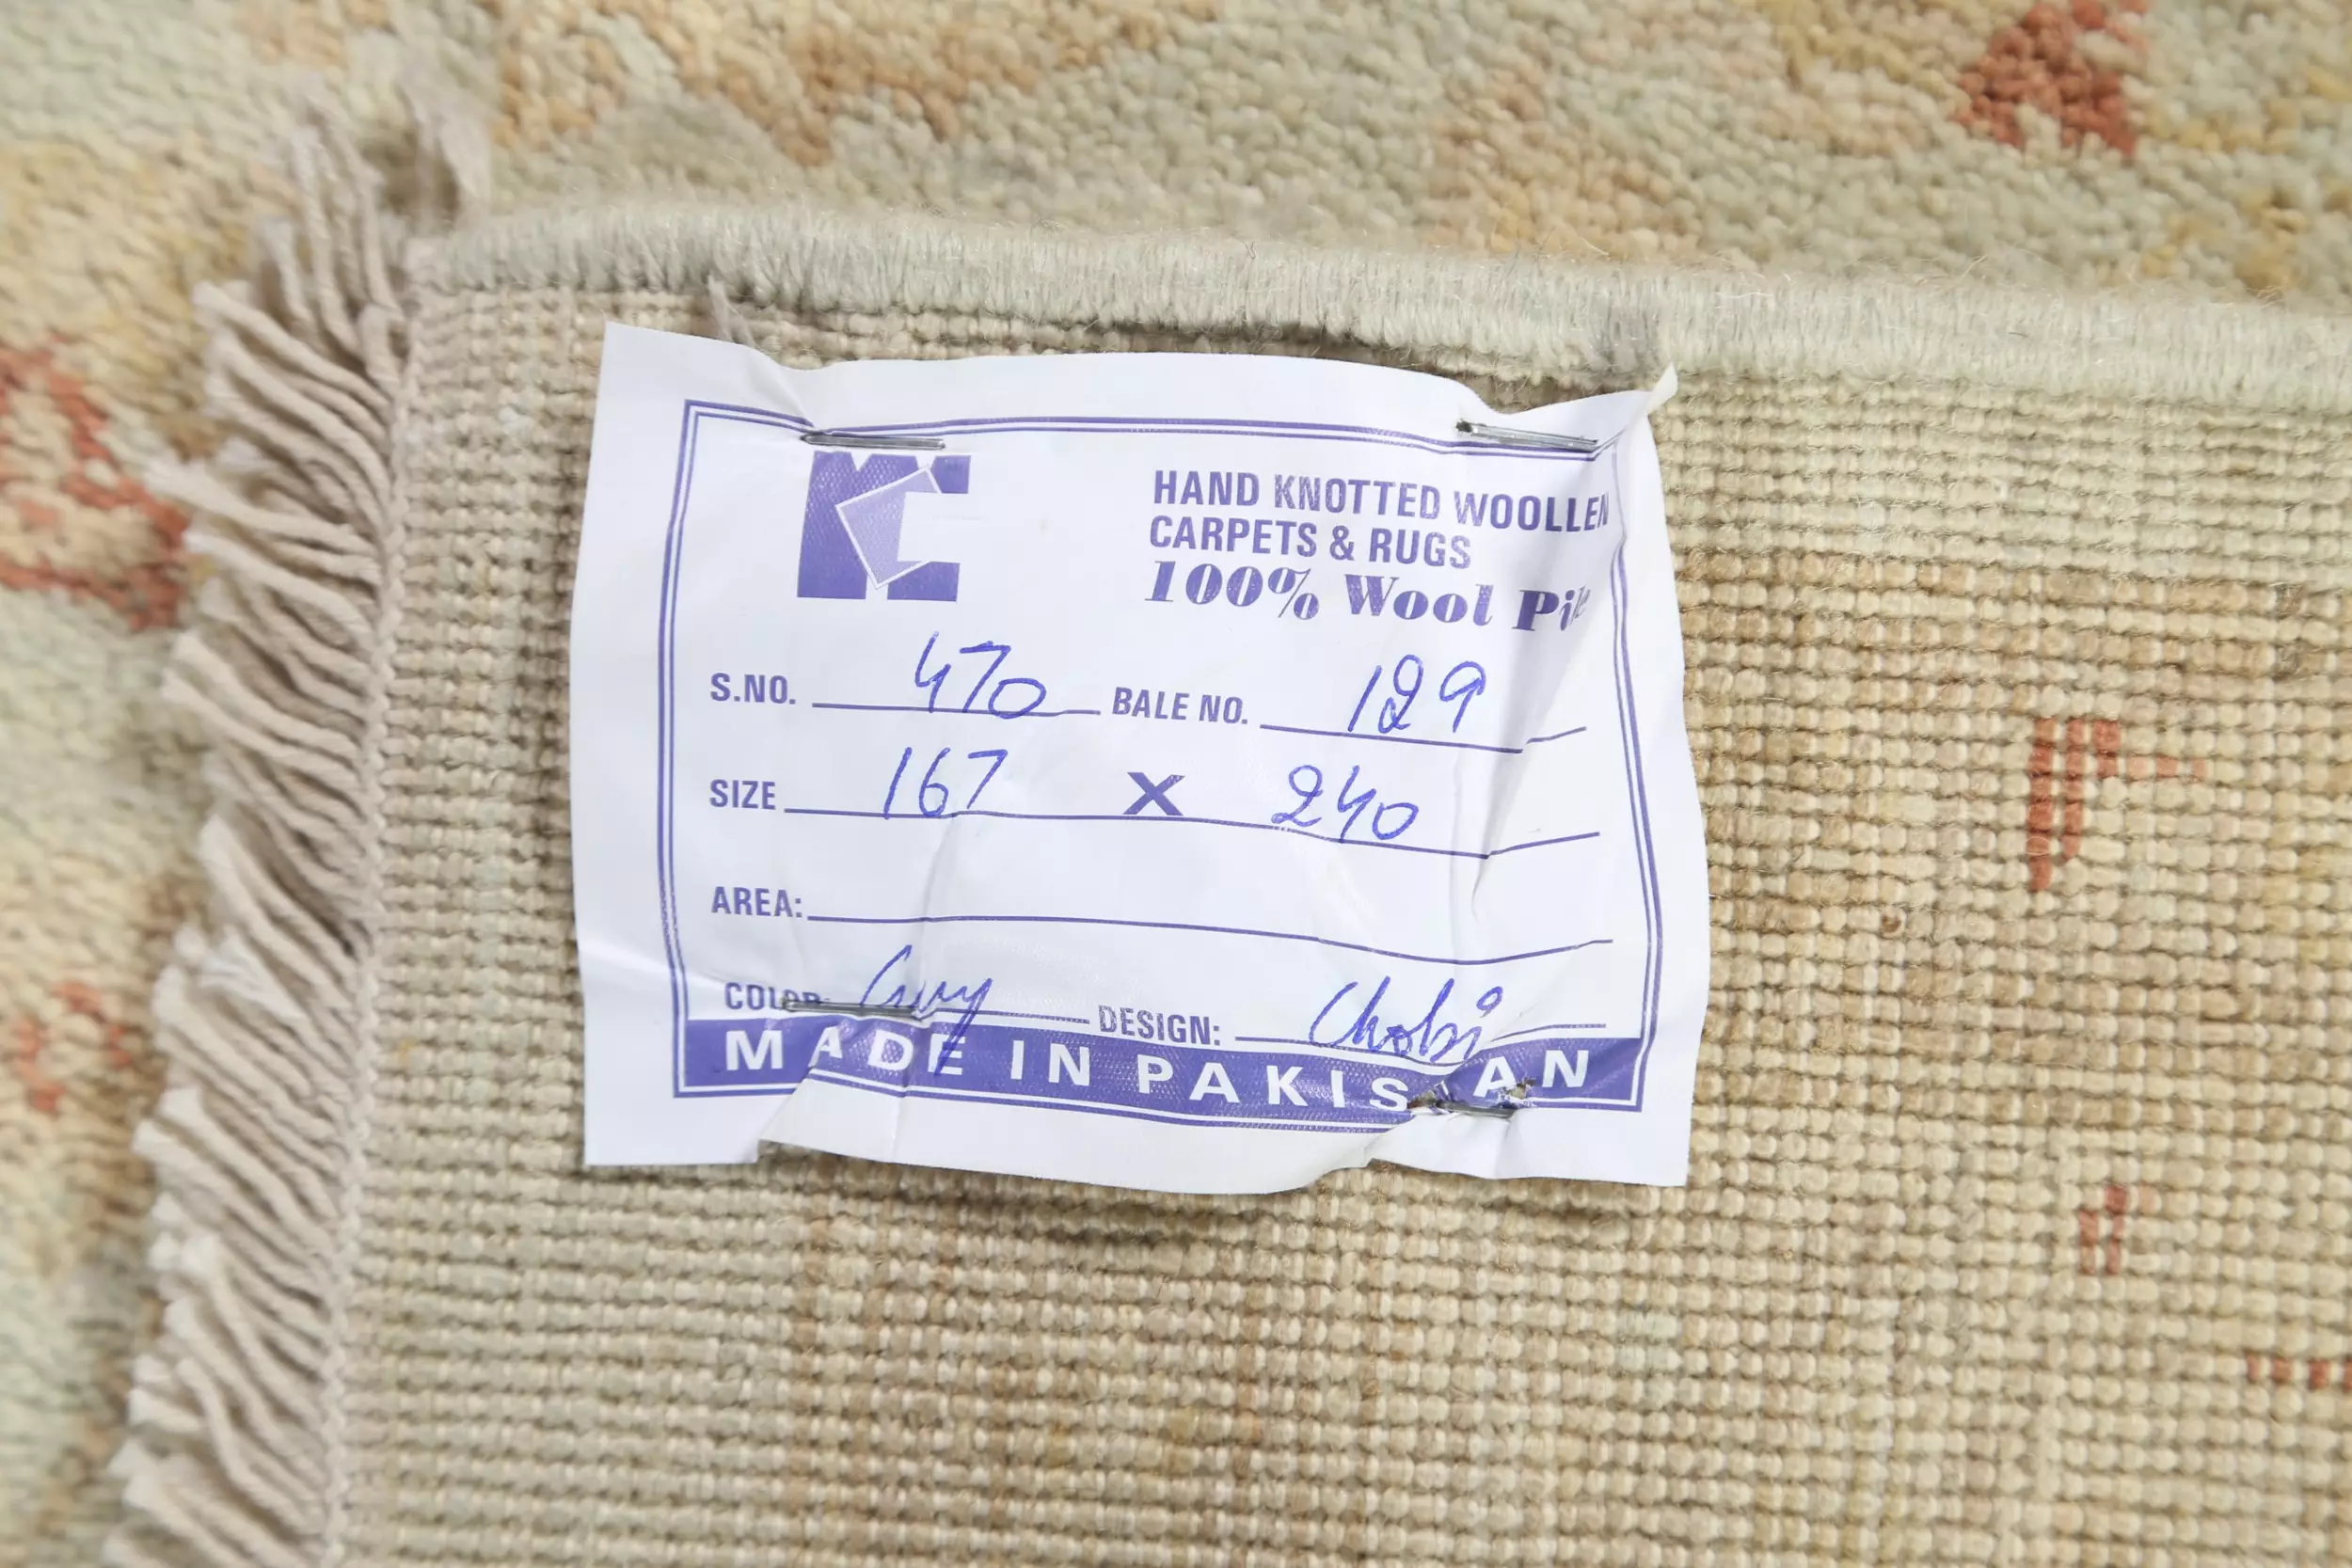 HAND KNOTTED WOOLLEN
CARPETS & RUGS
100% Wool Pile
S.NO. 470 BALE NO. 129
SIZE 167 X 240
AREA:
COLOR: DESIGN: Chobi
MADE IN PAKISTAN